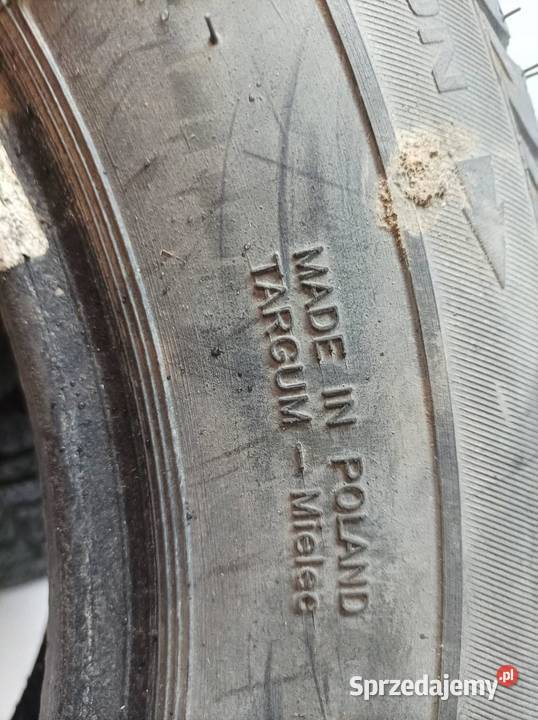 MADE IN POLAND
TARGUM - Mielec
Sprzedajemy.pl